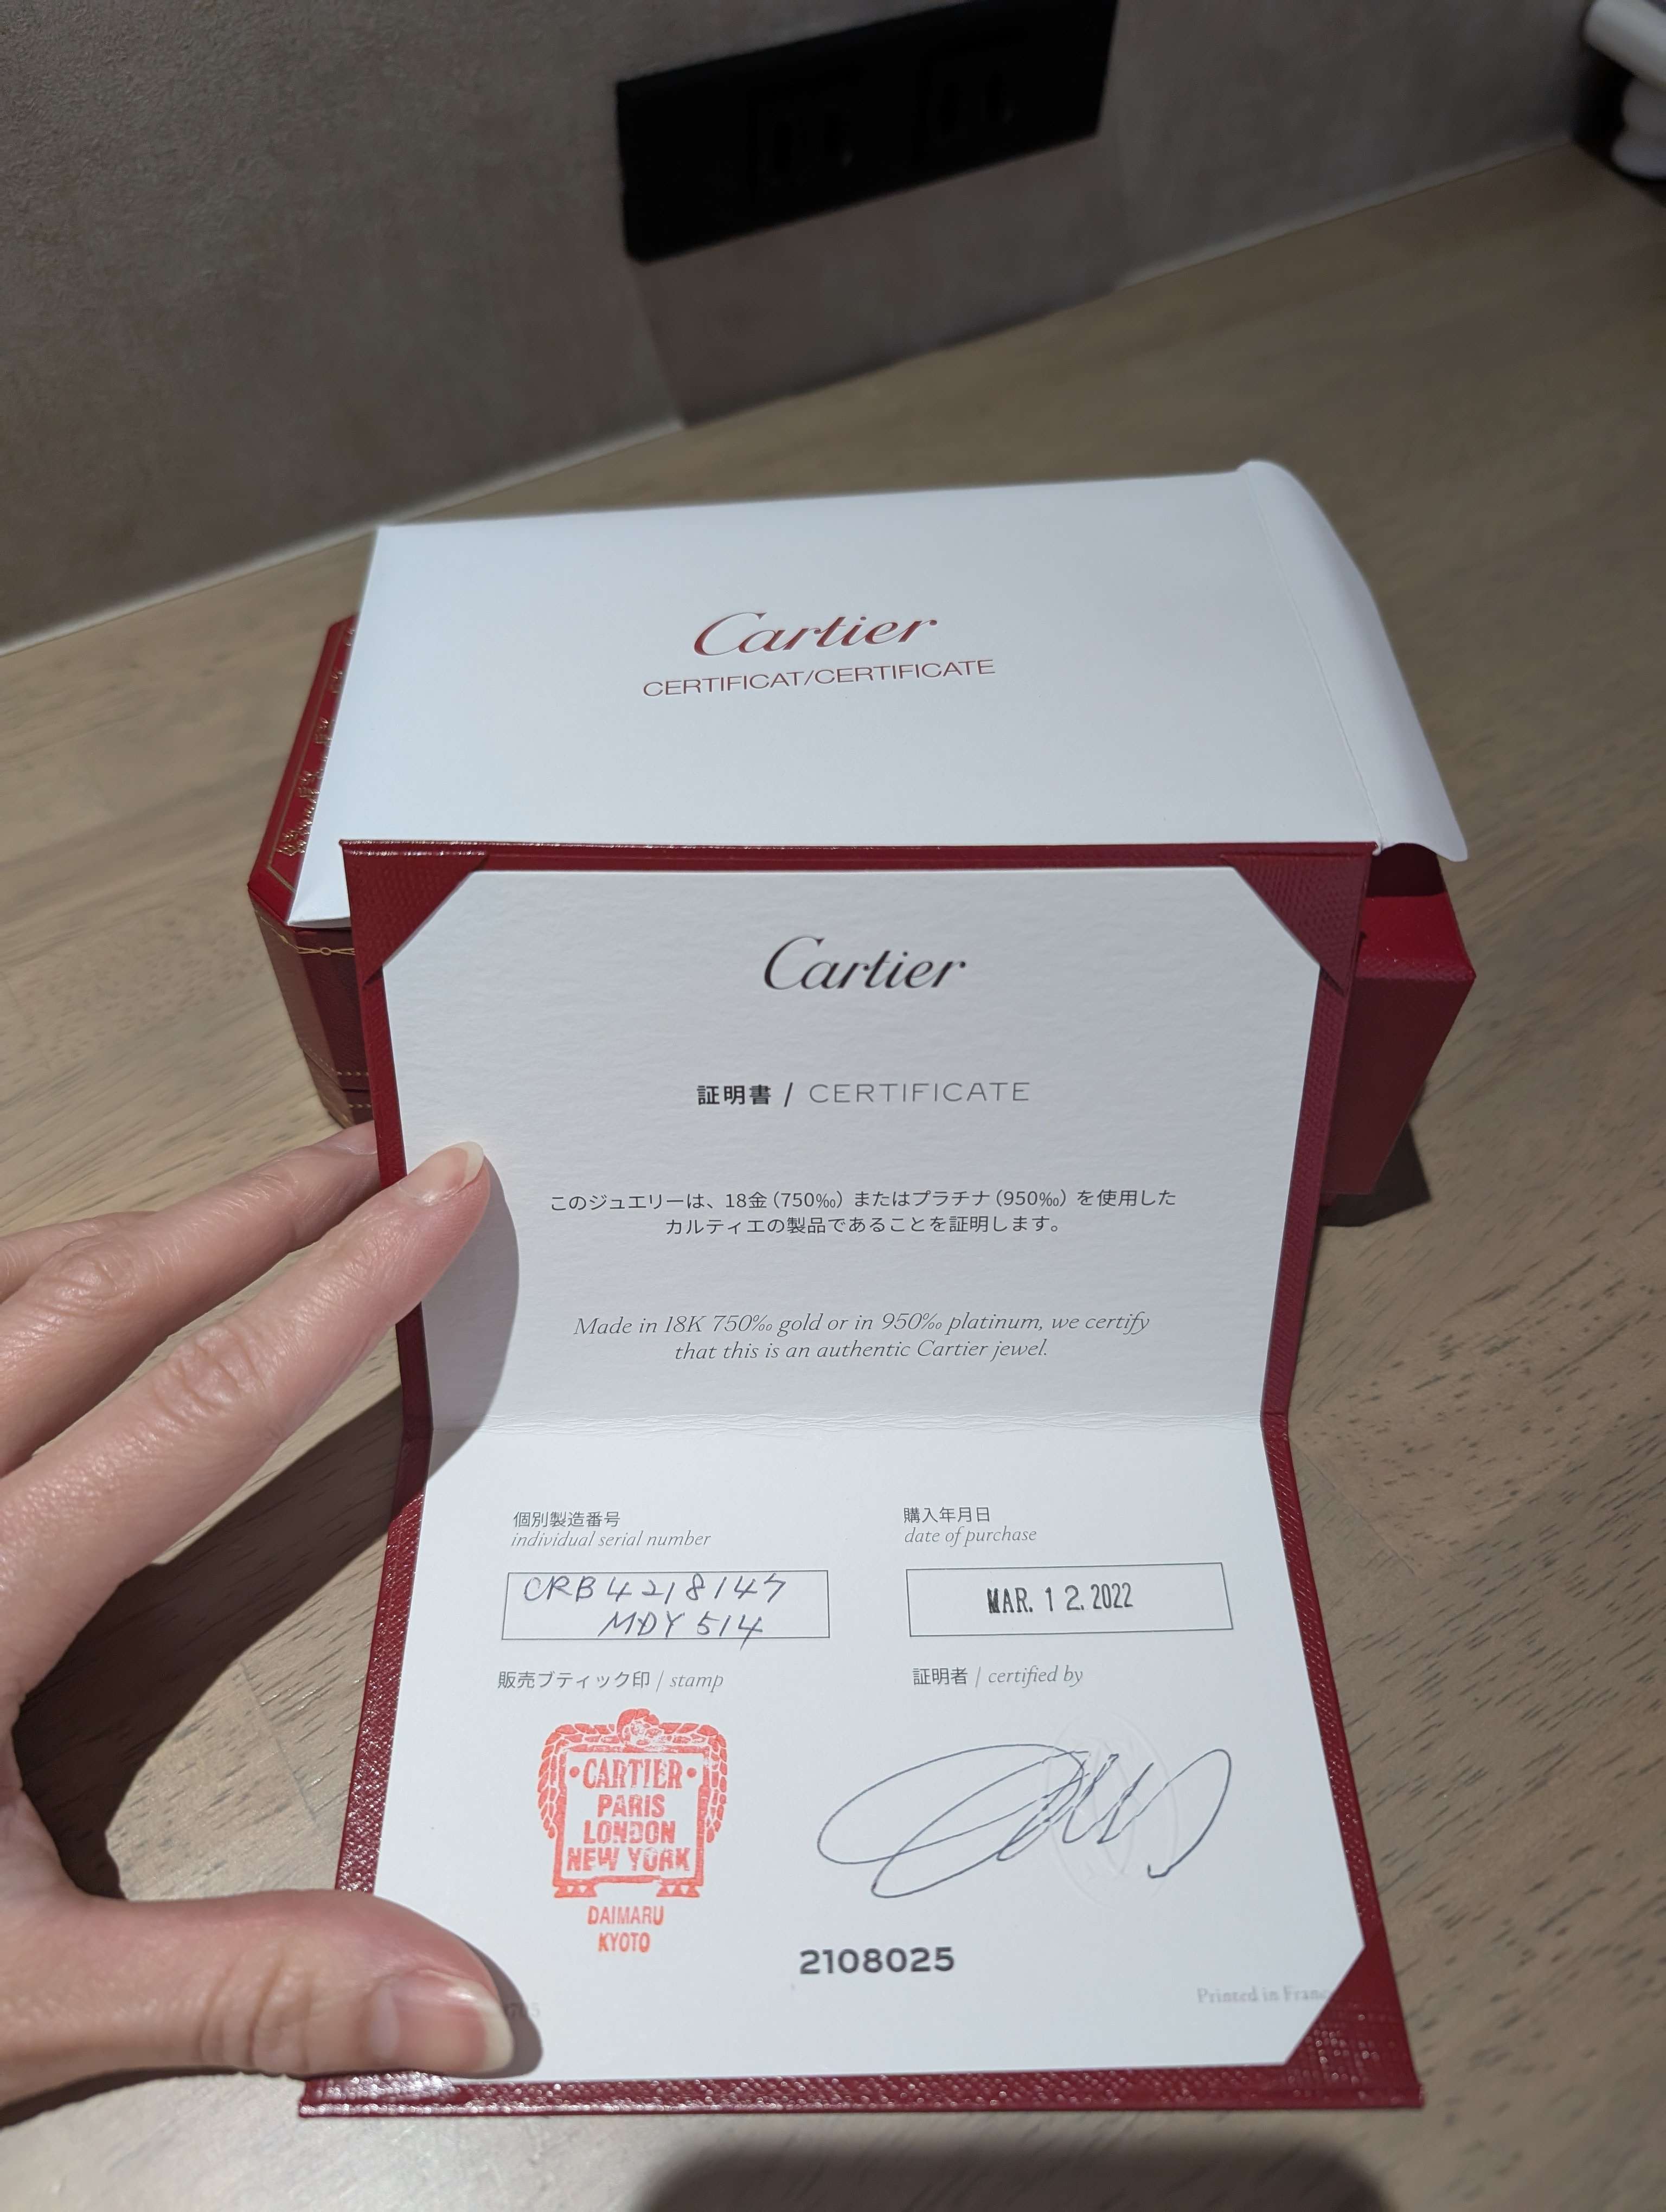 Cartier
CERTIFICAT/CERTIFICATE
Cartier
証明書 / CERTIFICATE
このジュエリーは、18金（750‰）またはプラチナ（950‰）を使用した
カルティエの製品であることを証明します。
Made in 18K 750‰ gold or in 950‰ platinum, we certify
that this is an authentic Cartier jewel.
個別製造番号
individual serial number
CRB4218147
MDY514
購入年月日
date of purchase
MAR. 12. 2022
販売ブティック印 / stamp
•CARTIER•
PARIS
LONDON
NEW YORK
DAIMARU
KYOTO
証明者 / certified by
2108025
Printed in